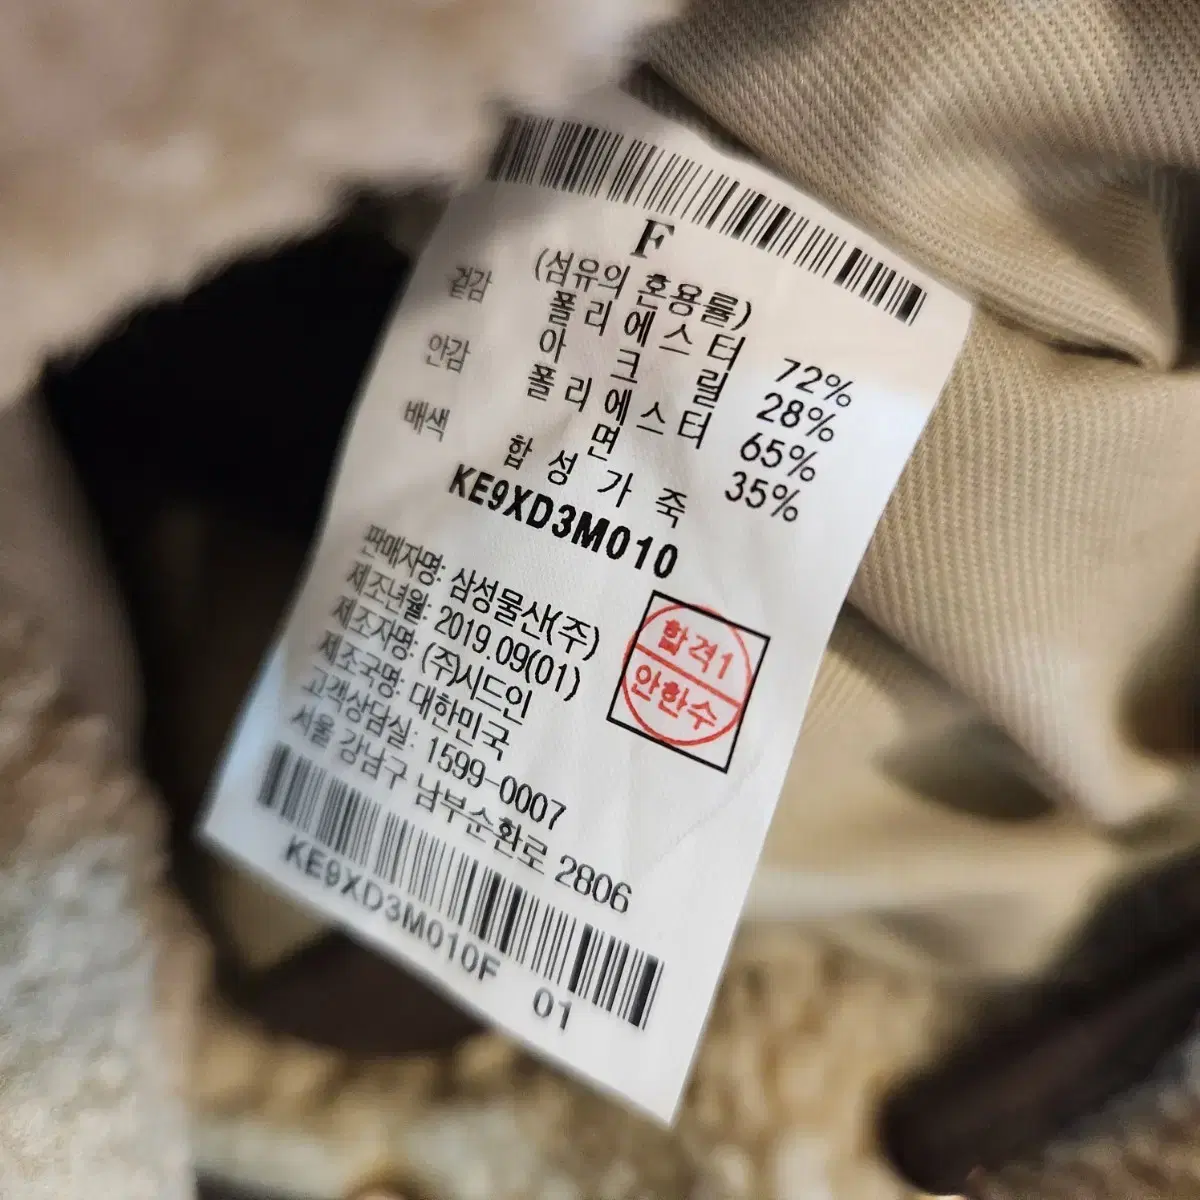 F
(섬유의 혼용률)
겉감 폴리에스터 72%
아크릴 28%
안감 폴리에스터 65%
면 35%
배색 합성가죽
KE9XD3M010
판매자명: 삼성물산(주)
제조년월: 2019.09(01)
제조자명: (주)시드인
제조국명: 대한민국
고객상담실: 1599-0007
서울 강남구 남부순환로 2806
합격1
안한수
KE9XD3M010F 01